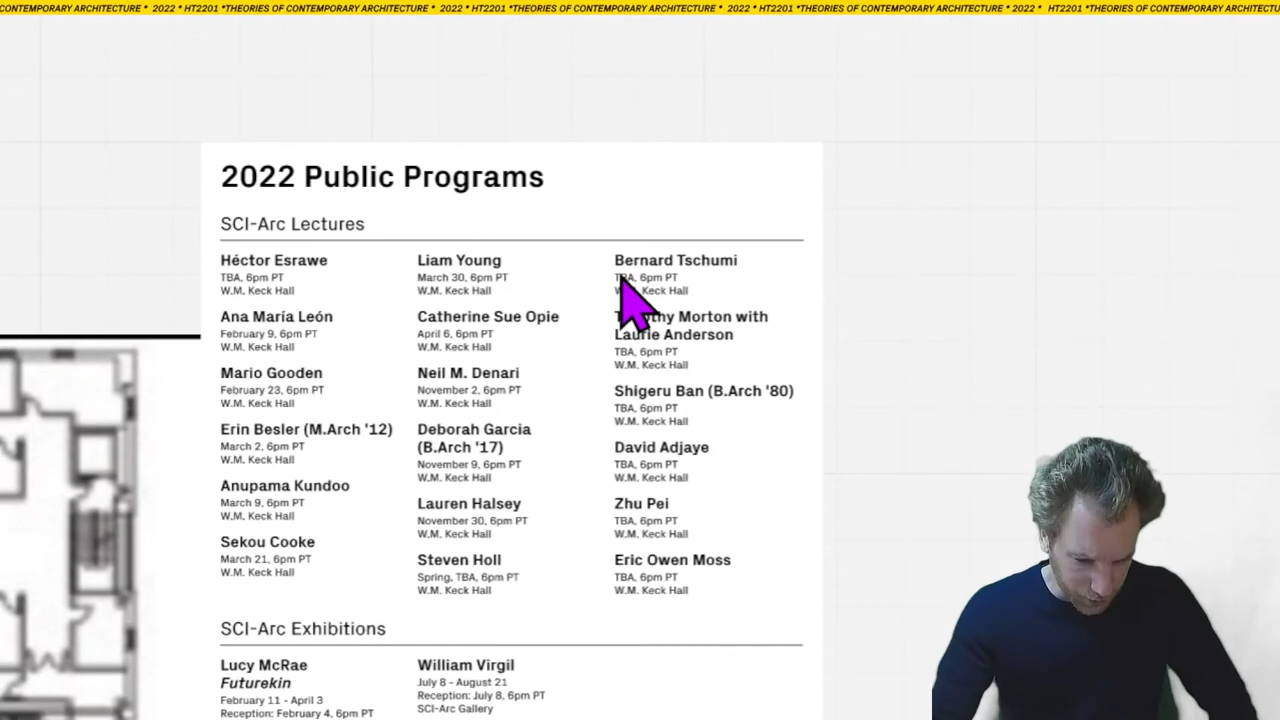 CONTEMPORARY ARCHITECTURE * 2022 * HT2201 *THEORIES OF CONTEMPORARY ARCHITECTURE * 2022 * HT2201 *THEORIES OF CONTEMPORARY ARCHITECTURE * 2022 * HT2201 *THEORIES OF CONTEMPORARY ARCHITECTURE * 2022 * HT2201 *THEORIES OF CONTEMPORARY ARCHITECTU
2022 Public Programs
SCI-Arc Lectures
Héctor Esrawe
TBA, 6pm PT
W.M. Keck Hall
Ana María León
February 9, 6pm PT
W.M. Keck Hall
Mario Gooden
February 23, 6pm PT
W.M. Keck Hall
Erin Besler (M.Arch '12)
March 2, 6pm PT
W.M. Keck Hall
Anupama Kundoo
March 9, 6pm PT
W.M. Keck Hall
Sekou Cooke
March 21, 6pm PT
W.M. Keck Hall
Liam Young
March 30, 6pm PT
W.M. Keck Hall
Catherine Sue Opie
April 6, 6pm PT
W.M. Keck Hall
Neil M. Denari
November 2, 6pm PT
W.M. Keck Hall
Deborah Garcia
(B.Arch '17)
November 9, 6pm PT
W.M. Keck Hall
Lauren Halsey
November 30, 6pm PT
W.M. Keck Hall
Steven Holl
Spring, TBA, 6pm PT
W.M. Keck Hall
Bernard Tschumi
TBA, 6pm PT
Keck Hall
Morton with
Laurie Anderson
TBA, 6pm PT
W.M. Keck Hall
Shigeru Ban (B.Arch '80)
TBA, 6pm PT
W.M. Keck Hall
David Adjaye
TBA, 6pm PT
W.M. Keck Hall
Zhu Pei
TBA, 6pm PT
W.M. Keck Hall
Eric Owen Moss
TBA, 6pm PT
W.M. Keck Hall
SCI-Arc Exhibitions
Lucy McRae
Futurekin
February 11 - April 3
Reception: February 4, 6pm PT
William Virgil
July 8 - August 21
Reception: July 8, 6pm PT
SCI-Arc Gallery